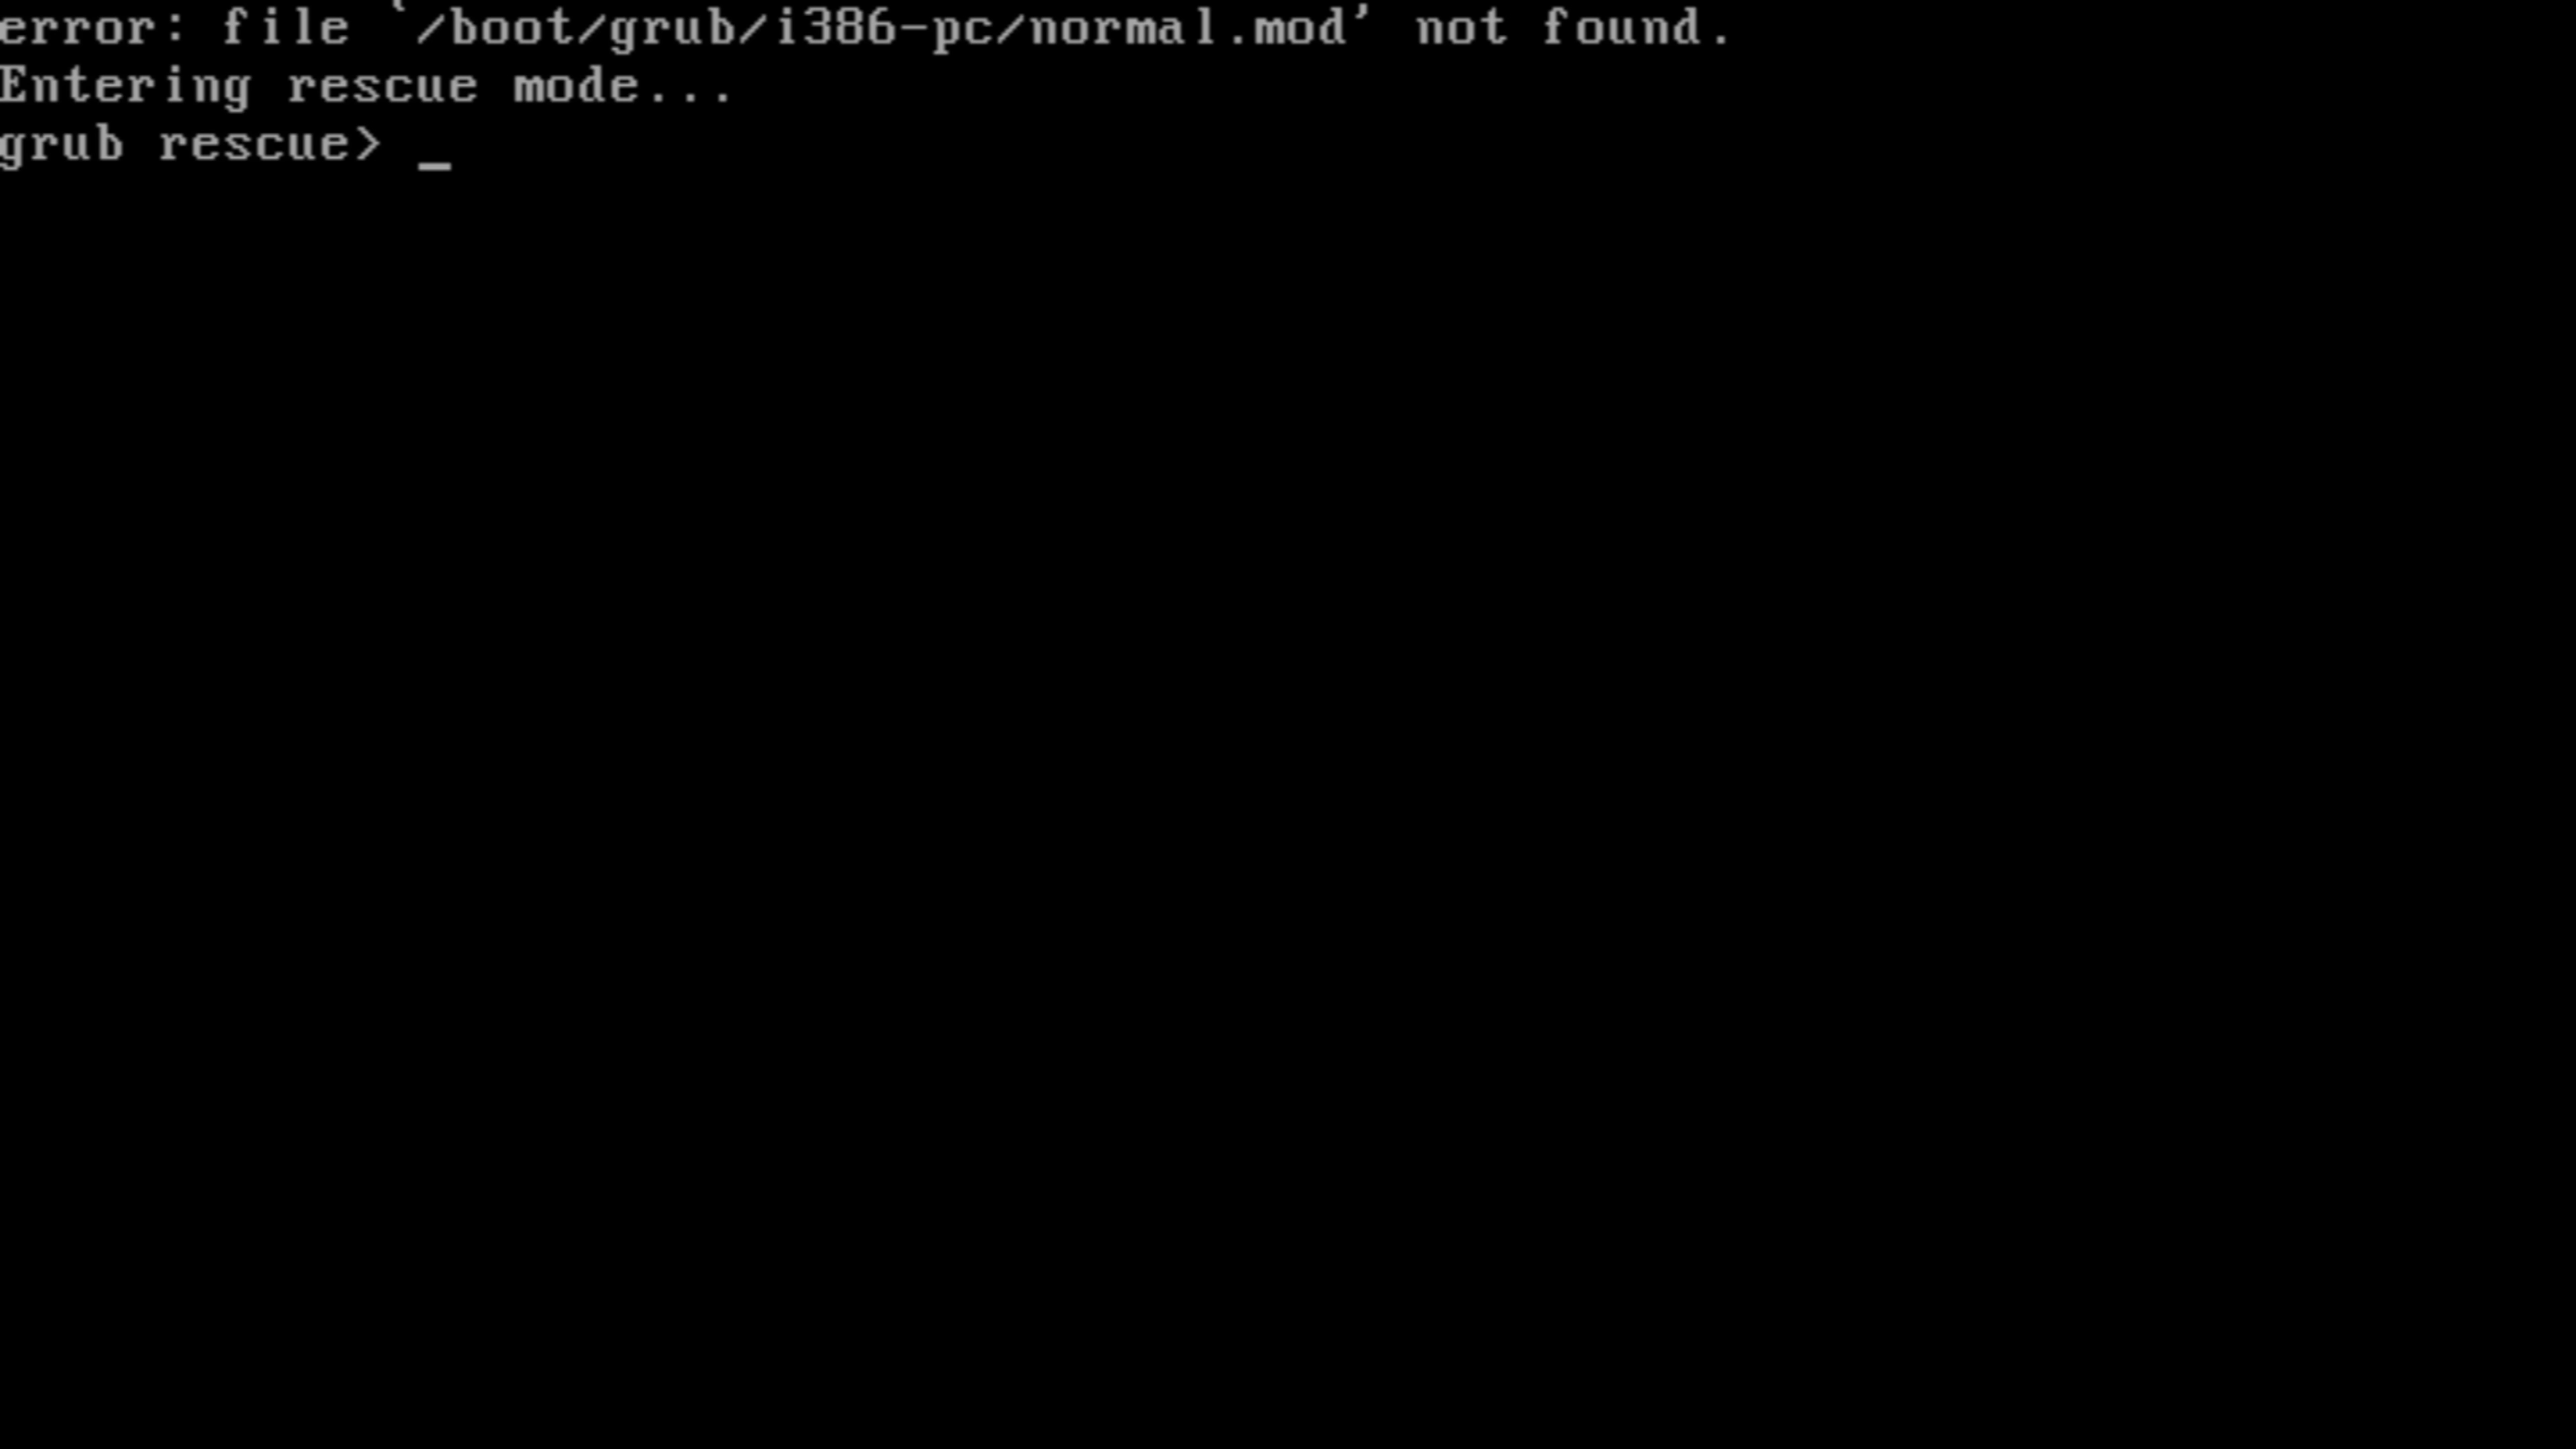 error: file `/boot/grub/i386-pc/normal.mod' not found.
Entering rescue mode...
grub rescue> _